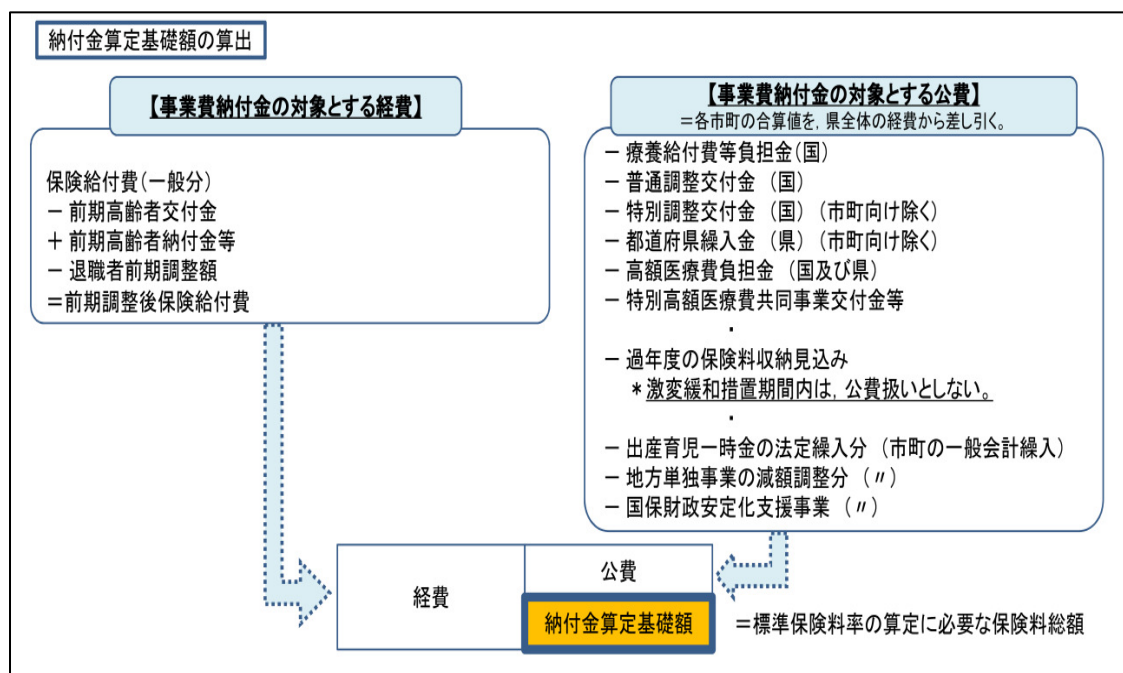 納付金算定基礎額の算出
【事業費納付金の対象とする経費】
保険給付費(一般分)
－ 前期高齢者交付金
＋ 前期高齢者納付金等
－ 退職者前期調整額
＝前期調整後保険給付費
【事業費納付金の対象とする公費】
＝各市町の合算値を，県全体の経費から差し引く。
－ 療養給付費等負担金(国)
－ 普通調整交付金 （国）
－ 特別調整交付金 （国）（市町向け除く）
－ 都道府県繰入金 （県）（市町向け除く）
－ 高額医療費負担金 （国及び県）
－ 特別高額医療費共同事業交付金等
・
－ 過年度の保険料収納見込み
＊激変緩和措置期間内は，公費扱いとしない。
・
－ 出産育児一時金の法定繰入分 （市町の一般会計繰入）
－ 地方単独事業の減額調整分 （〃）
－ 国保財政安定化支援事業 （〃）
経費
公費
納付金算定基礎額
＝標準保険料率の算定に必要な保険料総額